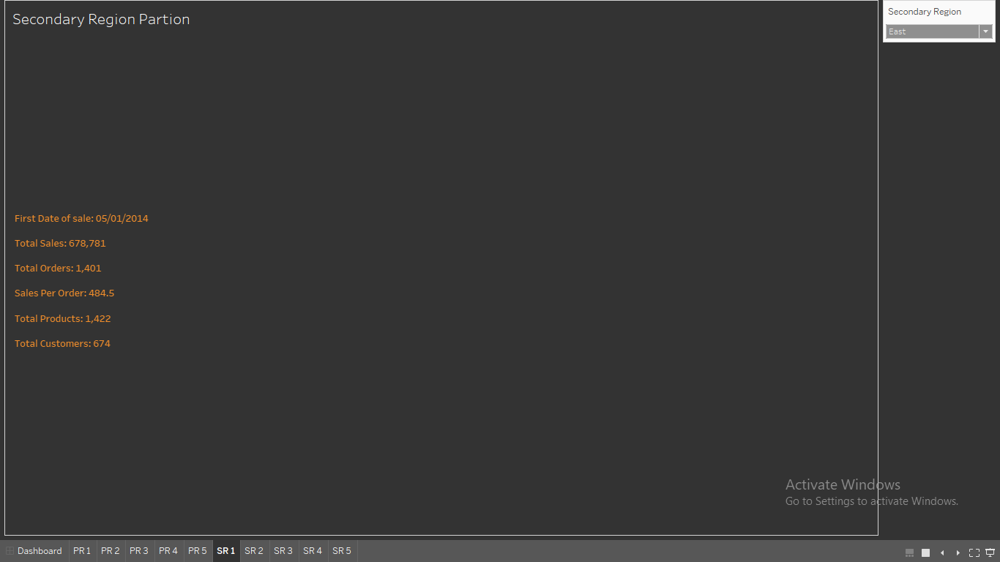 Secondary Region Partion
Secondary Region
East
First Date of sale: 05/01/2014
Total Sales: 678,781
Total Orders: 1,401
Sales Per Order: 484.5
Total Products: 1,422
Total Customers: 674
Activate Windows
Go to Settings to activate Windows.
Dashboard PR 1 PR 2 PR 3 PR 4 PR 5 SR 1 SR 2 SR 3 SR 4 SR 5